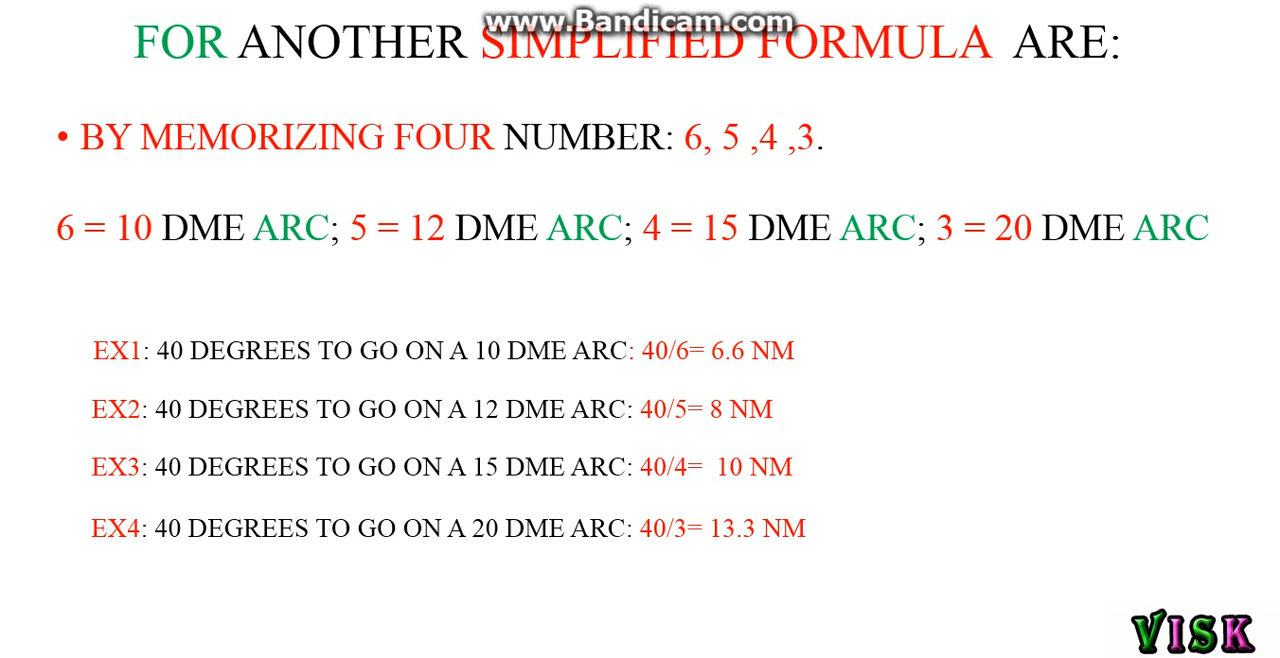 www.Bandicam.com
FOR ANOTHER SIMPLIFIED FORMULA ARE:
• BY MEMORIZING FOUR NUMBER: 6, 5 ,4 ,3.
6 = 10 DME ARC; 5 = 12 DME ARC; 4 = 15 DME ARC; 3 = 20 DME ARC
EX1: 40 DEGREES TO GO ON A 10 DME ARC: 40/6= 6.6 NM
EX2: 40 DEGREES TO GO ON A 12 DME ARC: 40/5= 8 NM
EX3: 40 DEGREES TO GO ON A 15 DME ARC: 40/4= 10 NM
EX4: 40 DEGREES TO GO ON A 20 DME ARC: 40/3= 13.3 NM
VISK